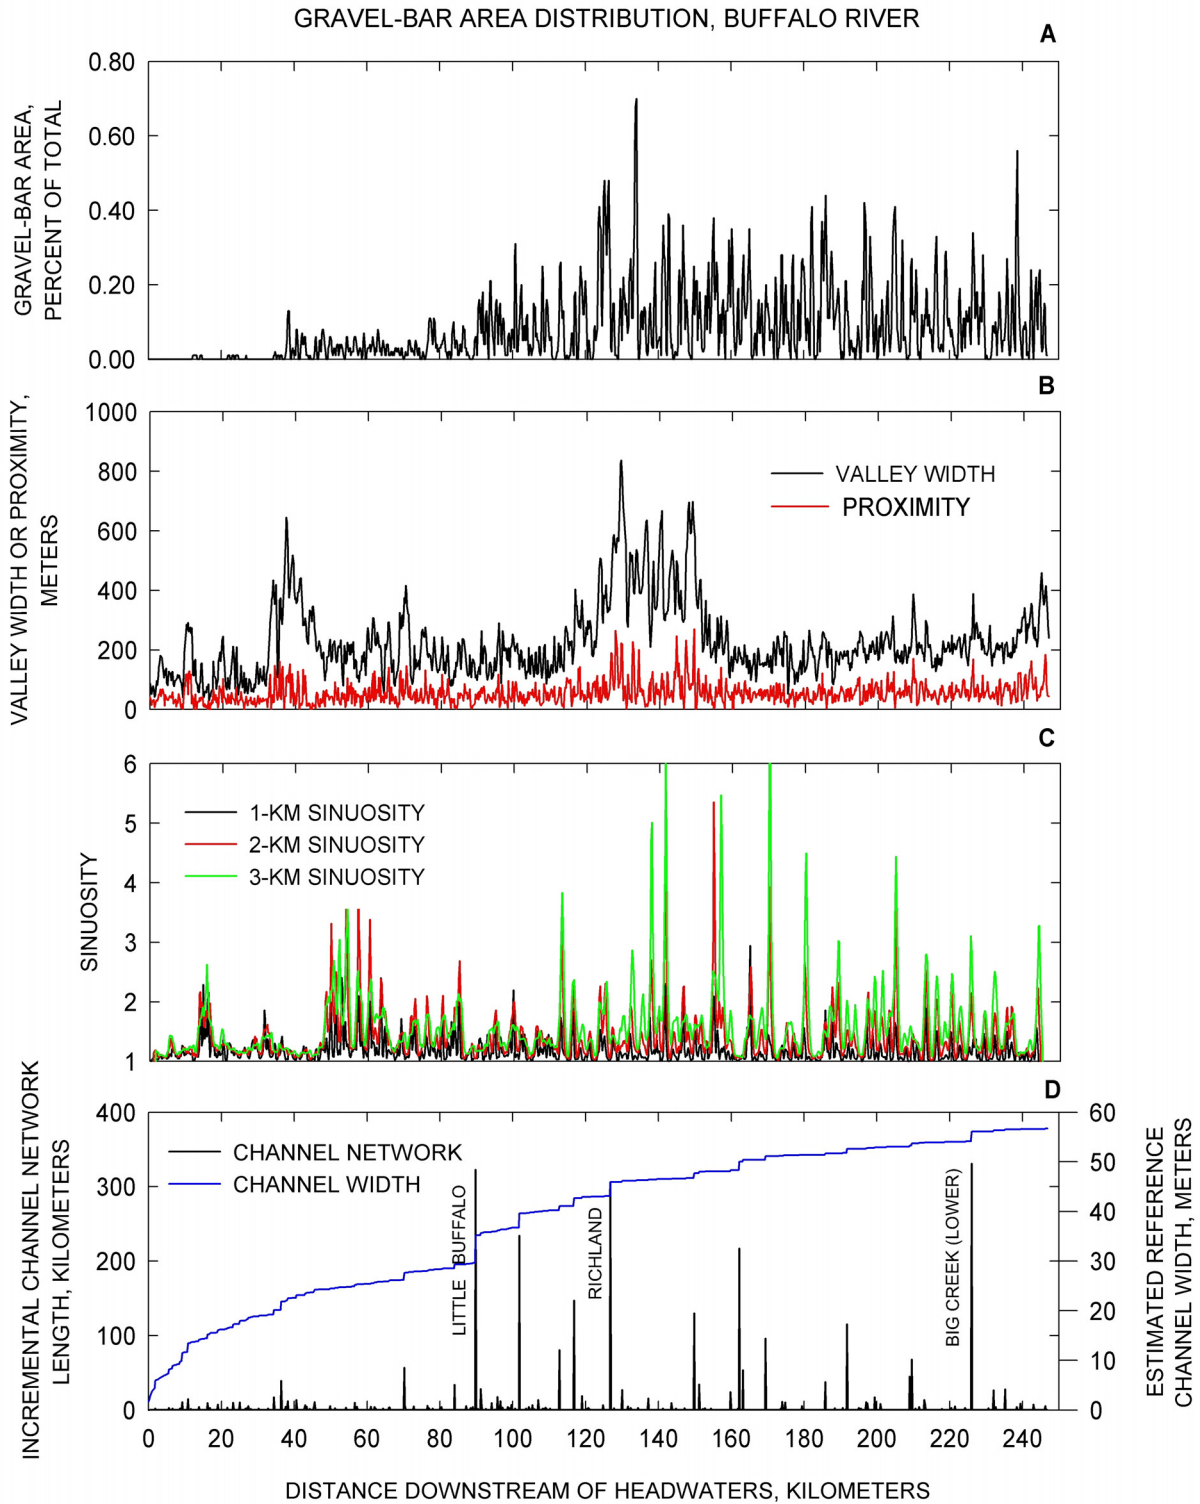 GRAVEL-BAR AREA DISTRIBUTION, BUFFALO RIVER
A
GRAVEL-BAR AREA,
PERCENT OF TOTAL
0.80
0.60
0.40
0.20
0.00
B
VALLEY WIDTH OR PROXIMITY,
METERS
1000
800
600
400
200
0
VALLEY WIDTH
PROXIMITY
C
SINUOSITY
6
5
4
3
2
1
1-KM SINUOSITY
2-KM SINUOSITY
3-KM SINUOSITY
D
INCREMENTAL CHANNEL NETWORK
LENGTH, KILOMETERS
400
300
200
100
0
CHANNEL NETWORK
CHANNEL WIDTH
LITTLE BUFFALO
RICHLAND
BIG CREEK (LOWER)
60
50
40
30
20
10
0
ESTIMATED REFERENCE
CHANNEL WIDTH, METERS
0 20 40 60 80 100 120 140 160 180 200 220 240
DISTANCE DOWNSTREAM OF HEADWATERS, KILOMETERS